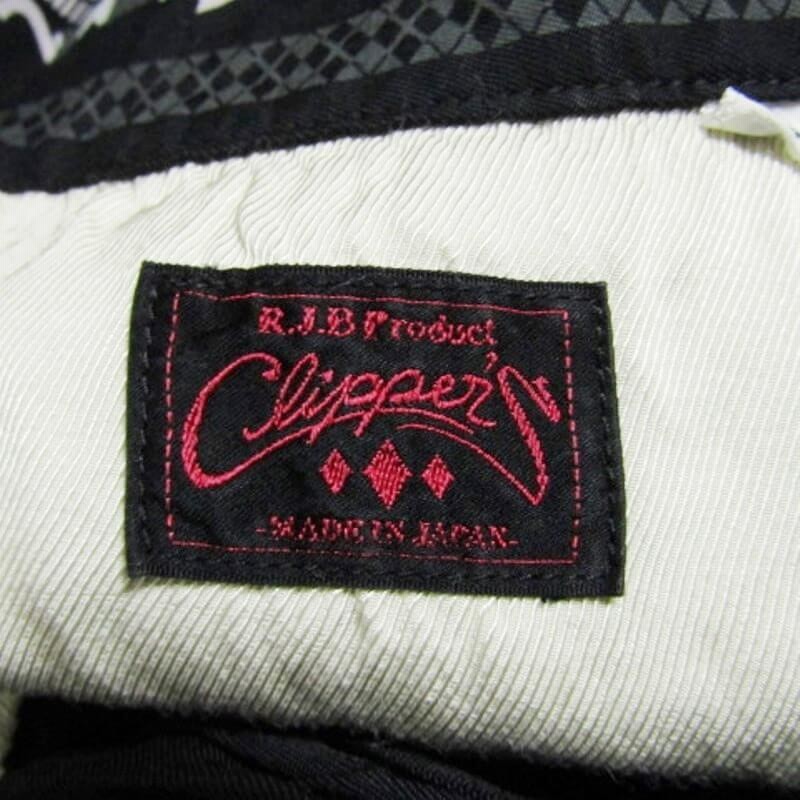 R.J.B Product
Clipper's
-MADE IN JAPAN-